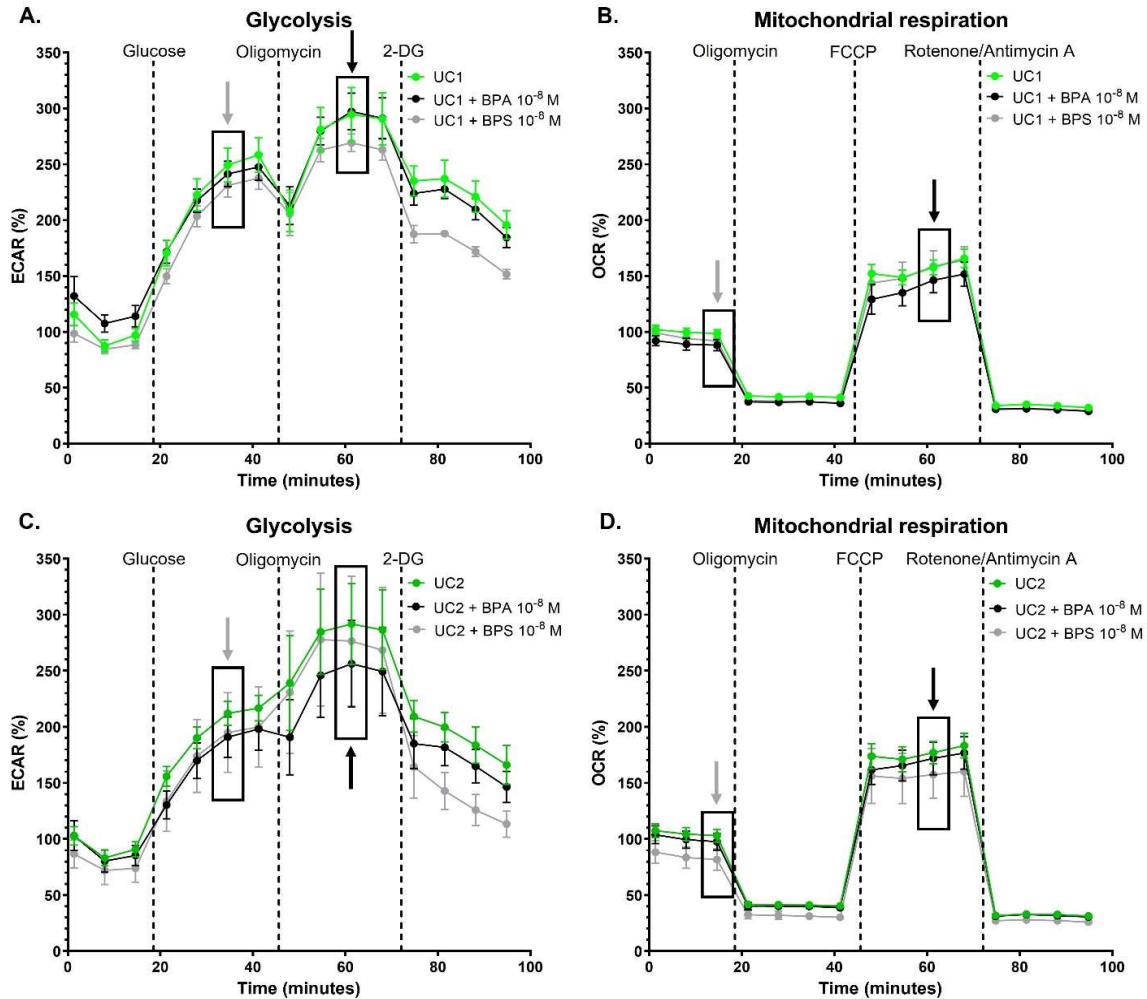 A.
Glycolysis
Glucose
Oligomycin
2-DG
UC1
UC1 + BPA 10⁻⁸ M
UC1 + BPS 10⁻⁸ M
ECAR (%)
350
300
250
200
150
100
50
0
0 20 40 60 80 100
Time (minutes)
B.
Mitochondrial respiration
Oligomycin
FCCP
Rotenone/Antimycin A
UC1
UC1 + BPA 10⁻⁸ M
UC1 + BPS 10⁻⁸ M
OCR (%)
350
300
250
200
150
100
50
0
0 20 40 60 80 100
Time (minutes)
C.
Glycolysis
Glucose
Oligomycin
2-DG
UC2
UC2 + BPA 10⁻⁸ M
UC2 + BPS 10⁻⁸ M
ECAR (%)
350
300
250
200
150
100
50
0
0 20 40 60 80 100
Time (minutes)
D.
Mitochondrial respiration
Oligomycin
FCCP
Rotenone/Antimycin A
UC2
UC2 + BPA 10⁻⁸ M
UC2 + BPS 10⁻⁸ M
OCR (%)
350
300
250
200
150
100
50
0
0 20 40 60 80 100
Time (minutes)